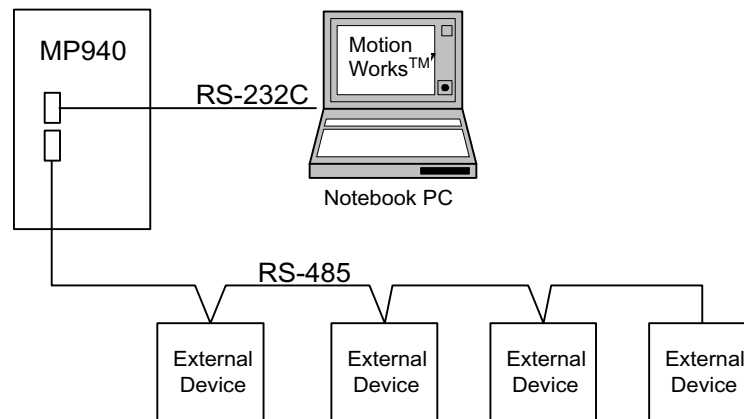 MP940
Motion
Works™
RS-232C
Notebook PC
RS-485
External
Device
External
Device
External
Device
External
Device